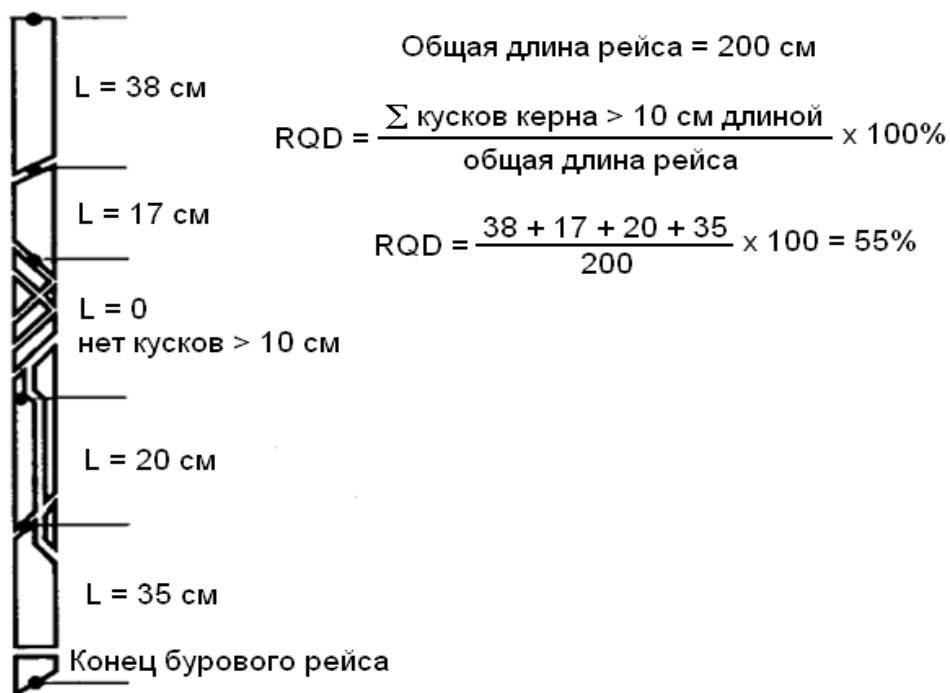 L = 38 см
L = 17 см
L = 0
нет кусков > 10 см
L = 20 см
L = 35 см
Конец бурового рейса
Общая длина рейса = 200 см
RQD = ∑ кусков керна > 10 см длиной / общая длина рейса x 100%
RQD = 38 + 17 + 20 + 35 / 200 x 100 = 55%